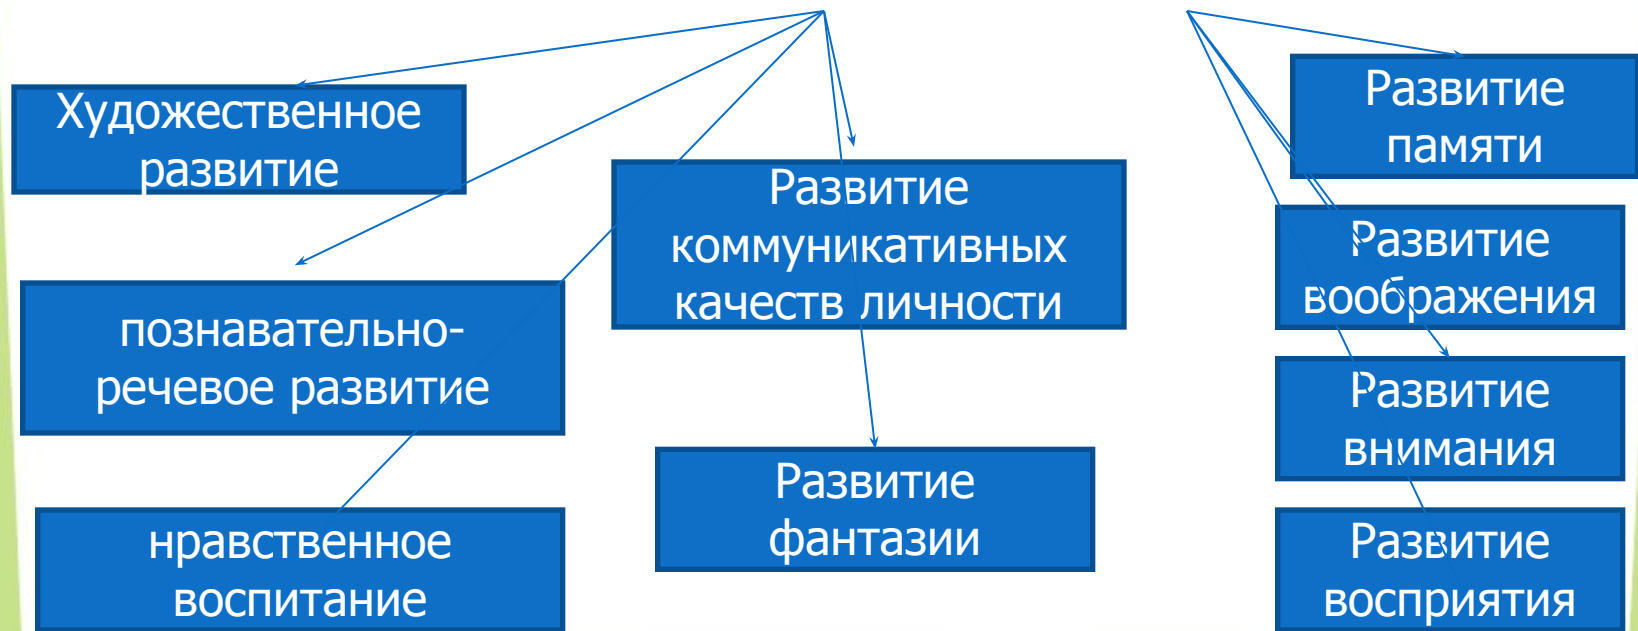 Художественное
развитие
познавательно-
речевое развитие
нравственное
воспитание
Развитие
коммуникативных
качеств личности
Развитие
фантазии
Развитие
памяти
Развитие
воображения
Развитие
внимания
Развитие
восприятия